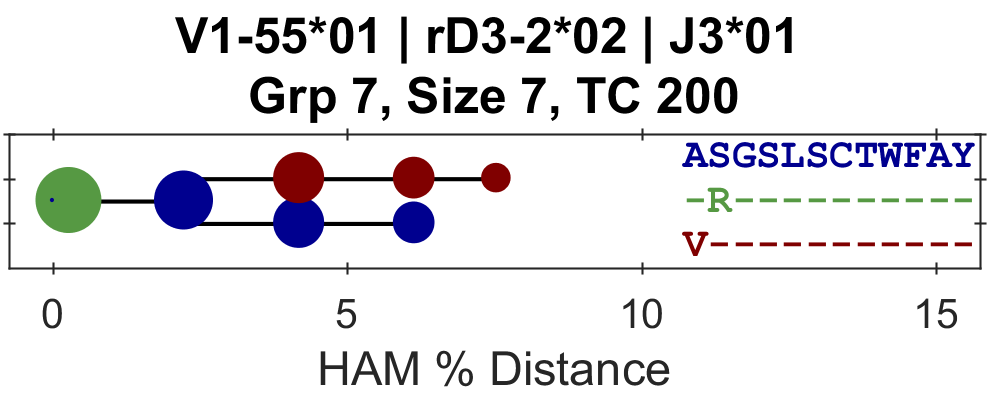 V1-55*01 | rD3-2*02 | J3*01
Grp 7, Size 7, TC 200
ASGSLSCTWFAY
-R----------
V-----------
0 5 10 15
HAM % Distance